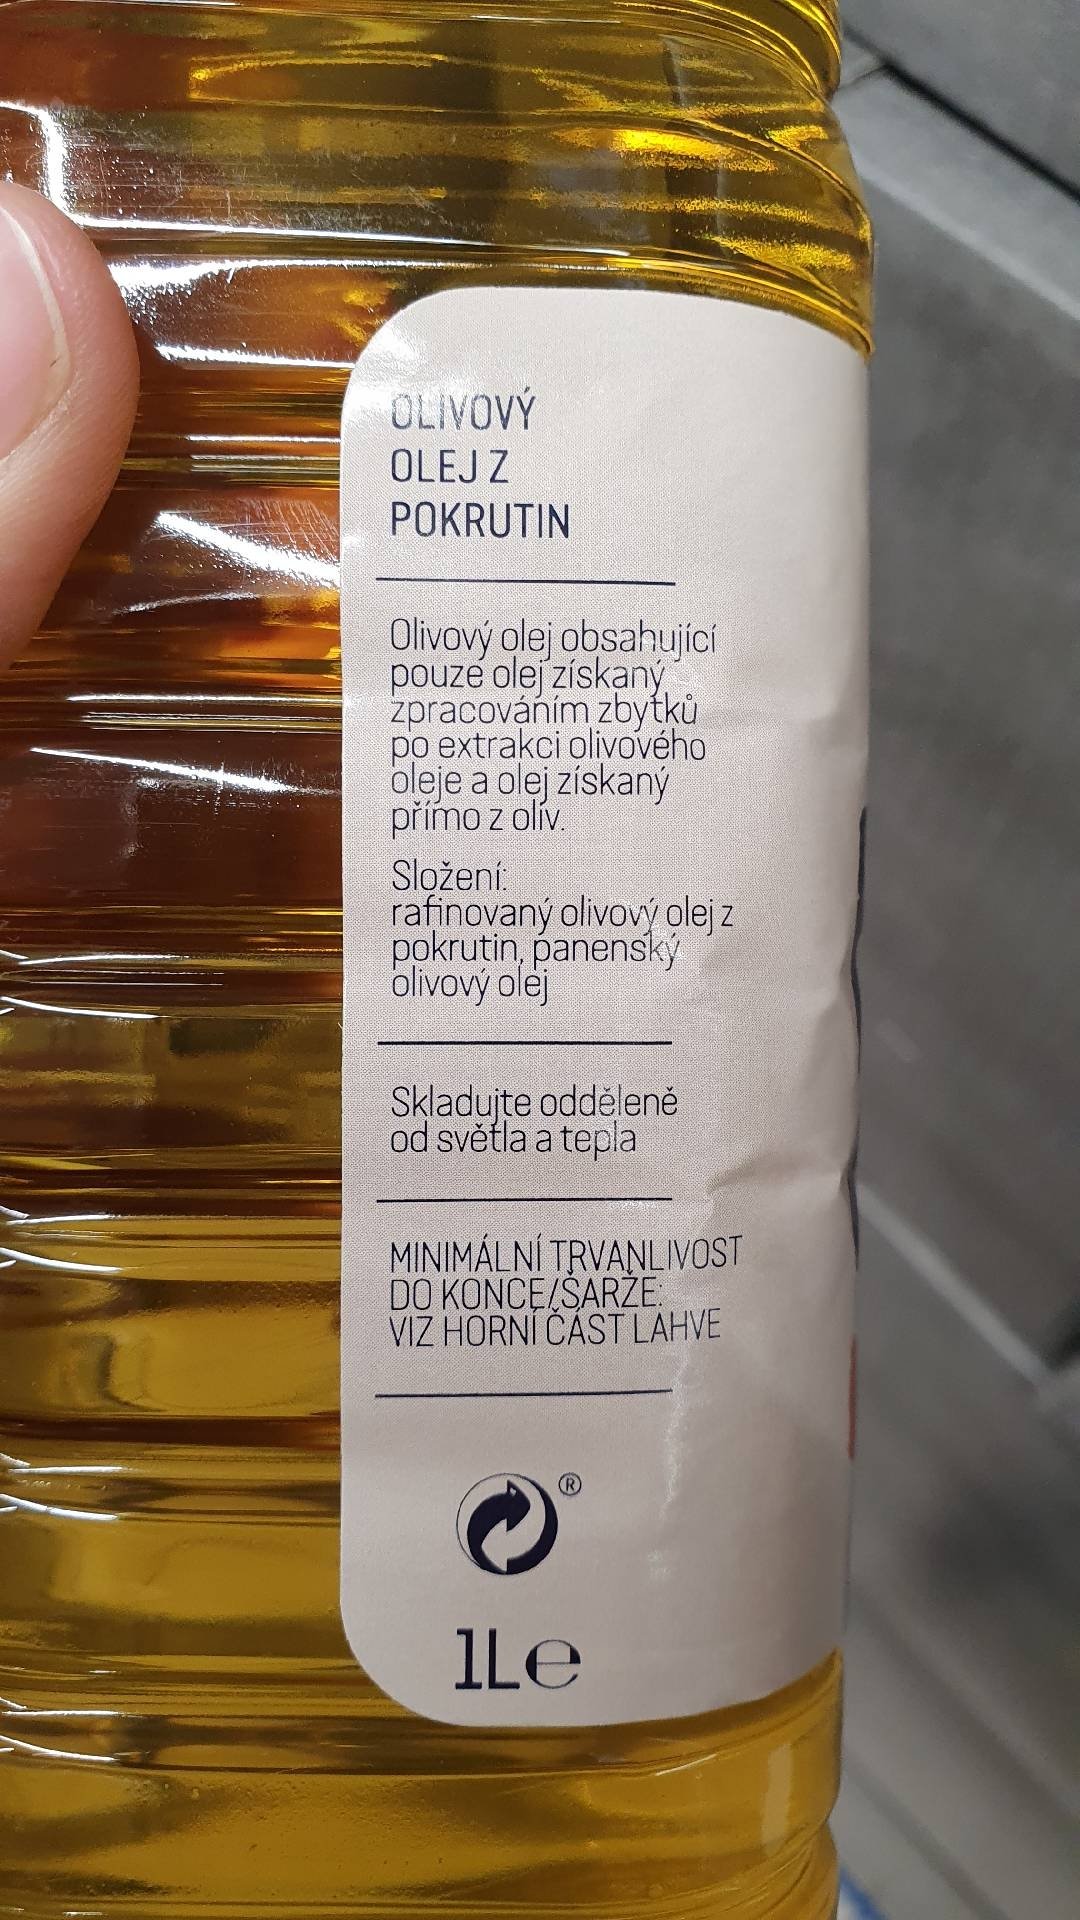 OLIVOVÝ
OLEJ Z
POKRUTIN
Olivový olej obsahující
pouze olej získaný
zpracováním zbytků
po extrakci olivového
oleje a olej získaný
přímo z oliv.
Složení:
rafinovaný olivový olej z
pokrutin, panenský
olivový olej
Skladujte odděleně
od světla a tepla
MINIMÁLNÍ TRVANLIVOST
DO KONCE/ŠARŽE:
VIZ HORNÍ ČÁST LAHVE
®
1L℮